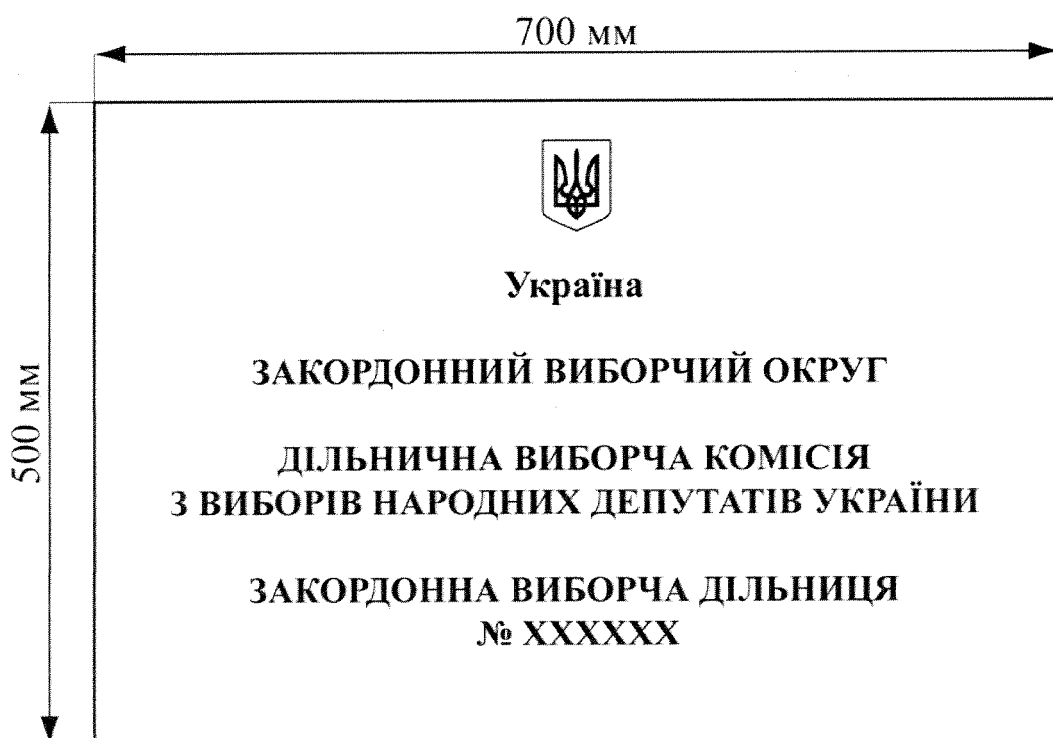 700 мм
500 мм
Україна
ЗАКОРДОННИЙ ВИБОРЧИЙ ОКРУГ
ДІЛЬНИЧНА ВИБОРЧА КОМІСІЯ
З ВИБОРІВ НАРОДНИХ ДЕПУТАТІВ УКРАЇНИ
ЗАКОРДОННА ВИБОРЧА ДІЛЬНИЦЯ
№ ХХХХХХ